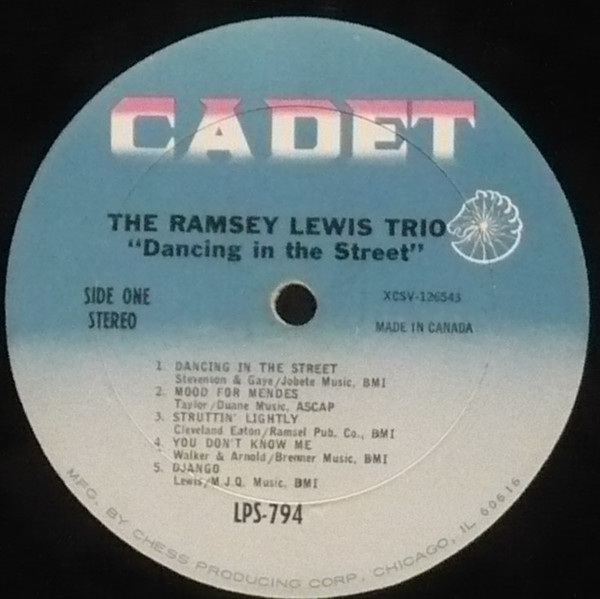 CADET
THE RAMSEY LEWIS TRIO
"Dancing in the Street"
SIDE ONE
STEREO
XCSV-126543
MADE IN CANADA
1. DANCING IN THE STREET
Stevenson & Gaye/Jobete Music, BMI
2. MOOD FOR MENDES
Taylor/Duane Music, ASCAP
3. STRUTTIN' LIGHTLY
Cleveland Eaton/Ramsel Pub. Co., BMI
4. YOU DON'T KNOW ME
Walker & Arnold/Brenner Music, BMI
5. DJANGO
Lewis/M.J.Q. Music, BMI
LPS-794
MFG. BY CHESS PRODUCING CORP., CHICAGO, IL 60616